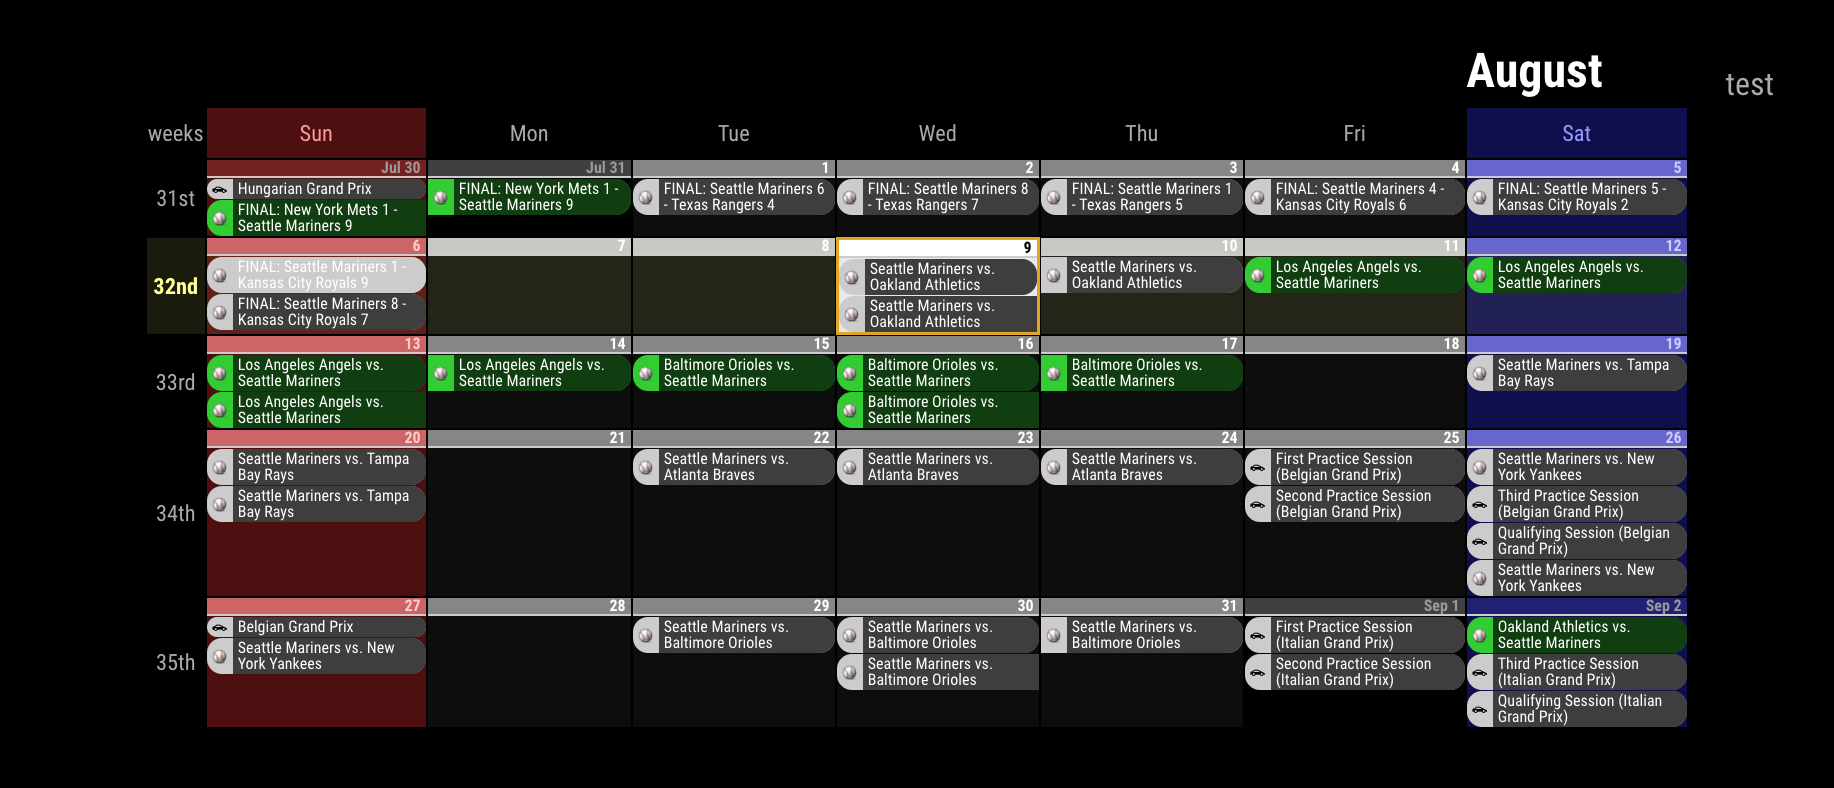 August
test
weeks
Sun
Mon
Tue
Wed
Thu
Fri
Sat
31st
Jul 30
Hungarian Grand Prix
FINAL: New York Mets 1 -
Seattle Mariners 9
Jul 31
FINAL: New York Mets 1 -
Seattle Mariners 9
1
FINAL: Seattle Mariners 6
- Texas Rangers 4
2
FINAL: Seattle Mariners 8
- Texas Rangers 7
3
FINAL: Seattle Mariners 1
- Texas Rangers 5
4
FINAL: Seattle Mariners 4 -
Kansas City Royals 6
5
FINAL: Seattle Mariners 5 -
Kansas City Royals 2
32nd
6
FINAL: Seattle Mariners 1 -
Kansas City Royals 9
FINAL: Seattle Mariners 8 -
Kansas City Royals 7
7
8
9
Seattle Mariners vs.
Oakland Athletics
Seattle Mariners vs.
Oakland Athletics
10
Seattle Mariners vs.
Oakland Athletics
11
Los Angeles Angels vs.
Seattle Mariners
12
Los Angeles Angels vs.
Seattle Mariners
33rd
13
Los Angeles Angels vs.
Seattle Mariners
Los Angeles Angels vs.
Seattle Mariners
14
Los Angeles Angels vs.
Seattle Mariners
15
Baltimore Orioles vs.
Seattle Mariners
16
Baltimore Orioles vs.
Seattle Mariners
Baltimore Orioles vs.
Seattle Mariners
17
Baltimore Orioles vs.
Seattle Mariners
18
19
Seattle Mariners vs. Tampa
Bay Rays
34th
20
Seattle Mariners vs. Tampa
Bay Rays
Seattle Mariners vs. Tampa
Bay Rays
21
22
Seattle Mariners vs.
Atlanta Braves
23
Seattle Mariners vs.
Atlanta Braves
24
Seattle Mariners vs.
Atlanta Braves
25
First Practice Session
(Belgian Grand Prix)
Second Practice Session
(Belgian Grand Prix)
26
Seattle Mariners vs. New
York Yankees
Third Practice Session
(Belgian Grand Prix)
Qualifying Session (Belgian
Grand Prix)
Seattle Mariners vs. New
York Yankees
35th
27
Belgian Grand Prix
Seattle Mariners vs. New
York Yankees
28
29
Seattle Mariners vs.
Baltimore Orioles
30
Seattle Mariners vs.
Baltimore Orioles
Seattle Mariners vs.
Baltimore Orioles
31
Seattle Mariners vs.
Baltimore Orioles
Sep 1
First Practice Session
(Italian Grand Prix)
Second Practice Session
(Italian Grand Prix)
Sep 2
Oakland Athletics vs.
Seattle Mariners
Third Practice Session
(Italian Grand Prix)
Qualifying Session (Italian
Grand Prix)